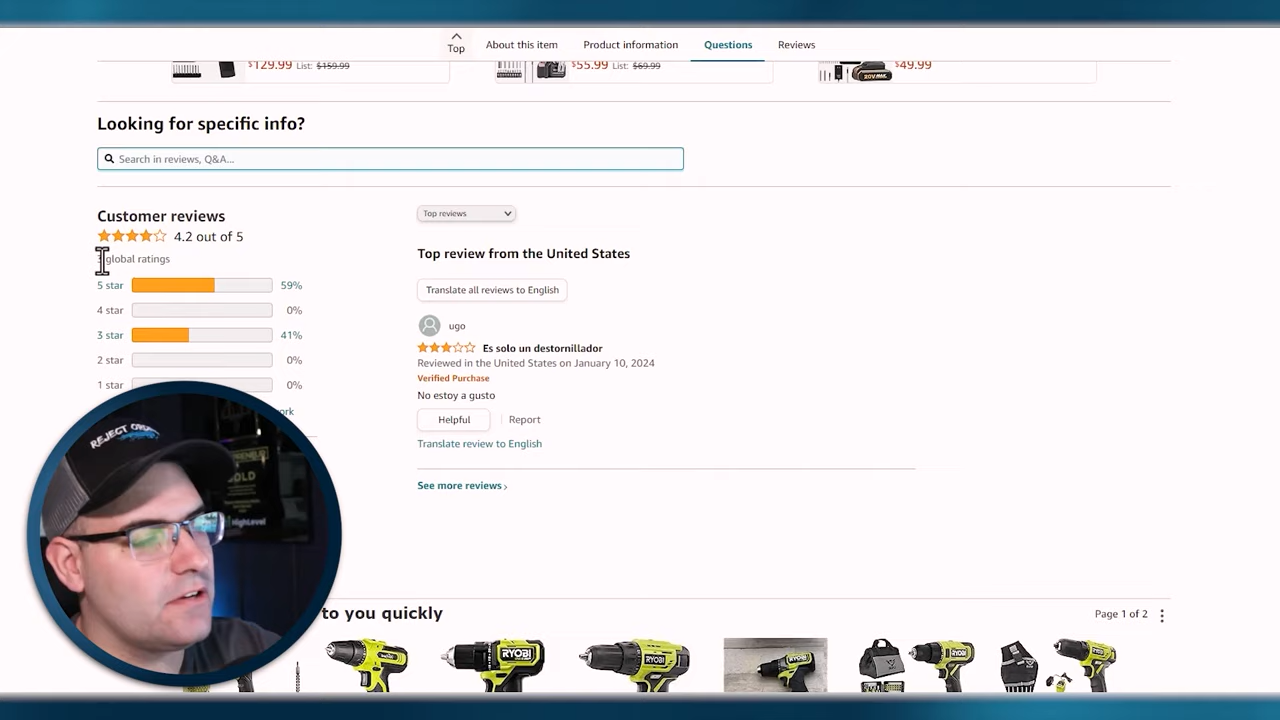 Top
About this item
Product information
Questions
Reviews
$129.99 List: $159.99
$55.99 List: $69.99
$49.99
Looking for specific info?
Search in reviews, Q&A...
Customer reviews
4.2 out of 5
global ratings
5 star 59%
4 star 0%
3 star 41%
2 star 0%
1 star 0%
Top reviews
Top review from the United States
Translate all reviews to English
ugo
Es solo un destornillador
Reviewed in the United States on January 10, 2024
Verified Purchase
No estoy a gusto
Helpful
Report
Translate review to English
See more reviews ›
to you quickly
Page 1 of 2
REJECT
HighLevel
RYOBI
RYOBI
RYOBI
20V MAX